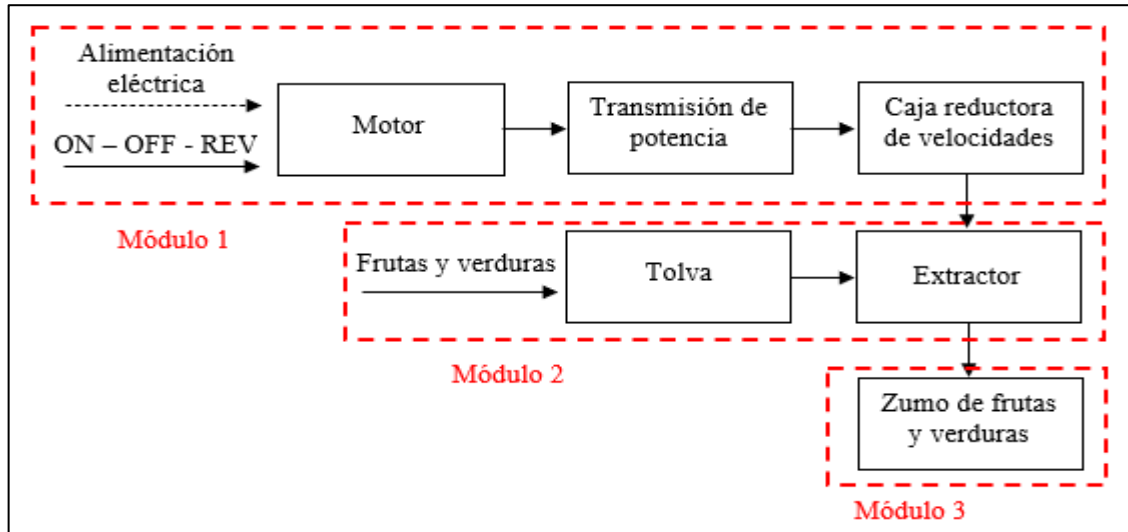 Alimentación
eléctrica
ON – OFF - REV
Motor
Transmisión de
potencia
Caja reductora
de velocidades
Módulo 1
Frutas y verduras
Tolva
Extractor
Módulo 2
Zumo de frutas
y verduras
Módulo 3